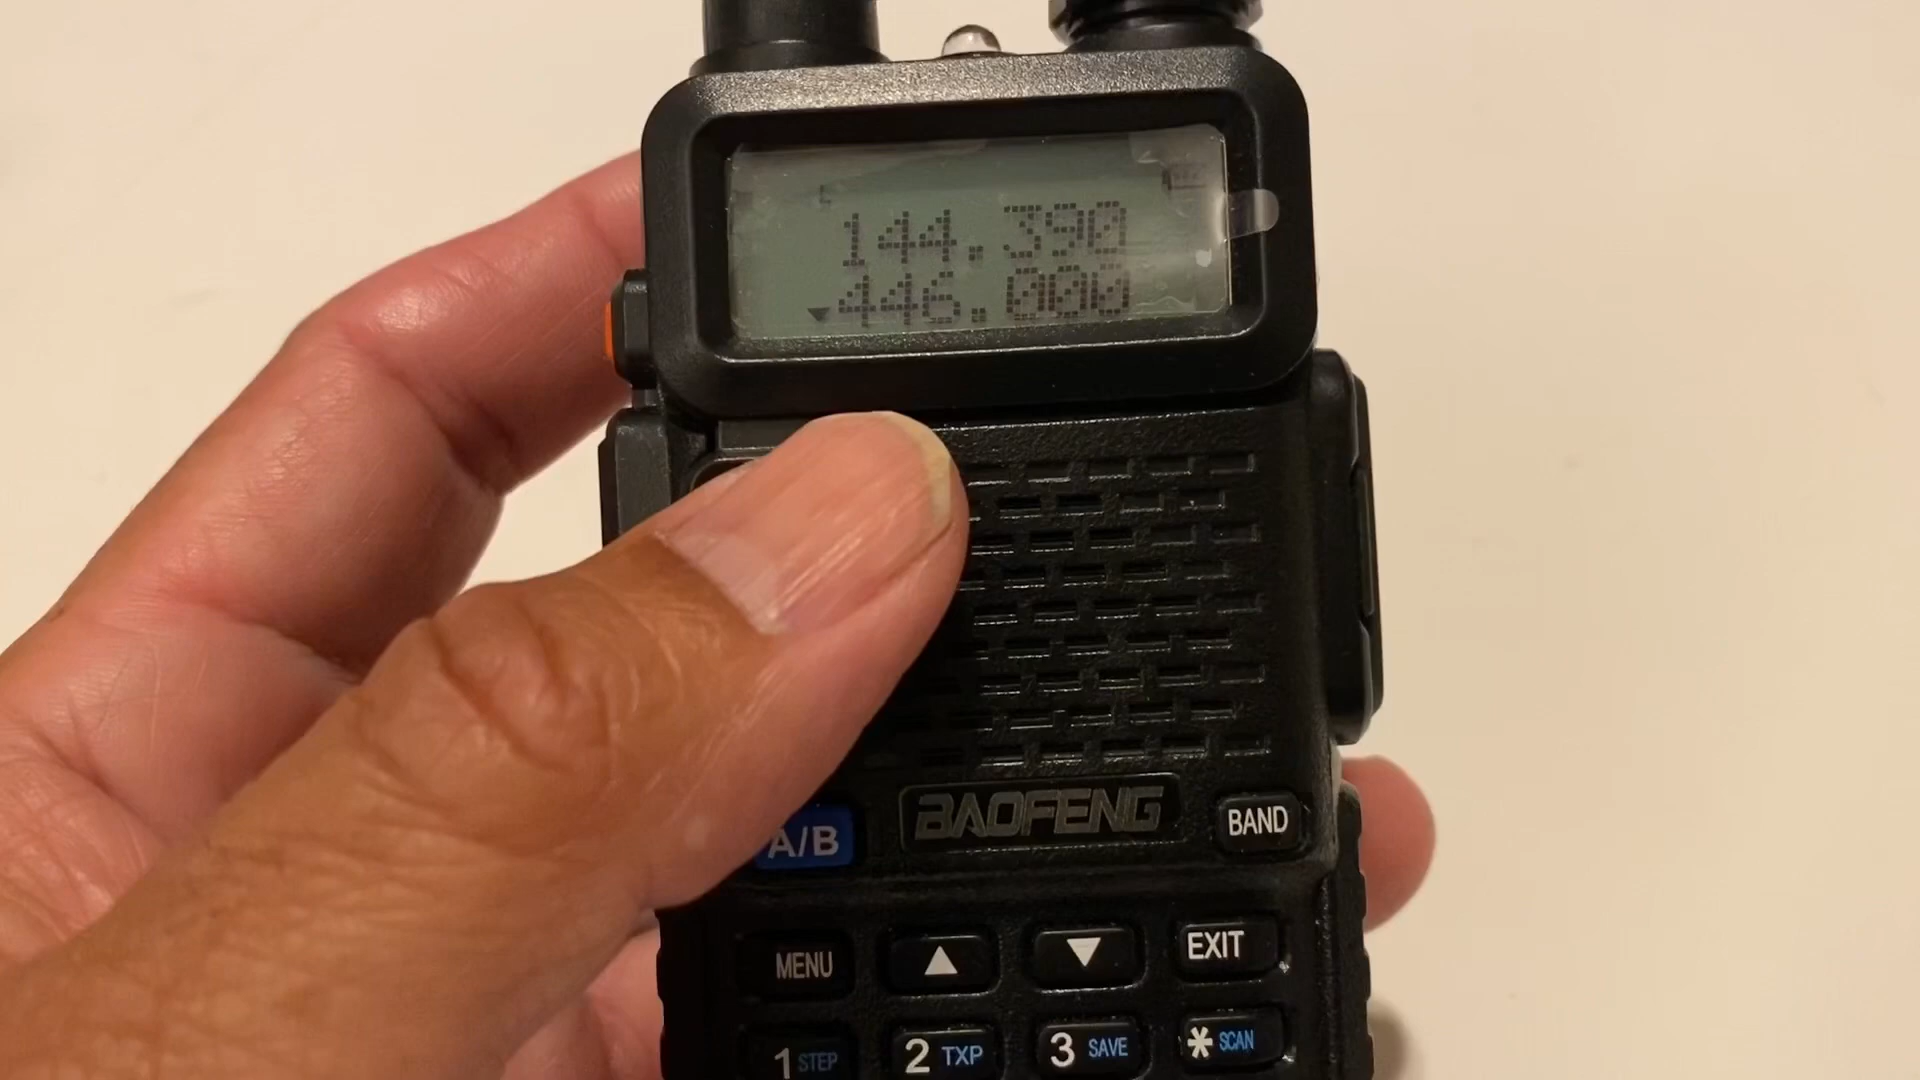 144.390
▼446.000
BAOFENG
A/B
BAND
MENU ▲ ▼ EXIT
1 STEP 2 TXP 3 SAVE * SCAN